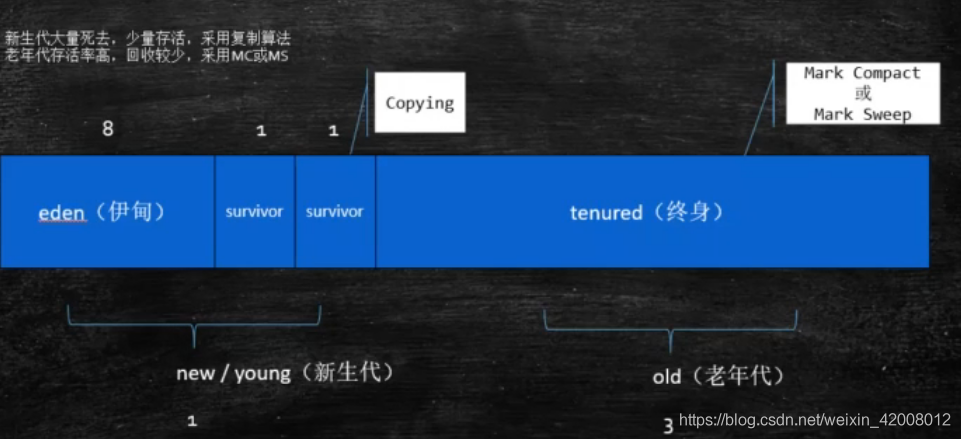 新生代大量死去，少量存活，采用复制算法
老年代存活率高，回收较少，采用MC或MS
Copying
Mark Compact
或
Mark Sweep
8
1
1
eden（伊甸）
survivor
survivor
tenured（终身）
new / young（新生代）
old（老年代）
1
3
https://blog.csdn.net/weixin_42008012